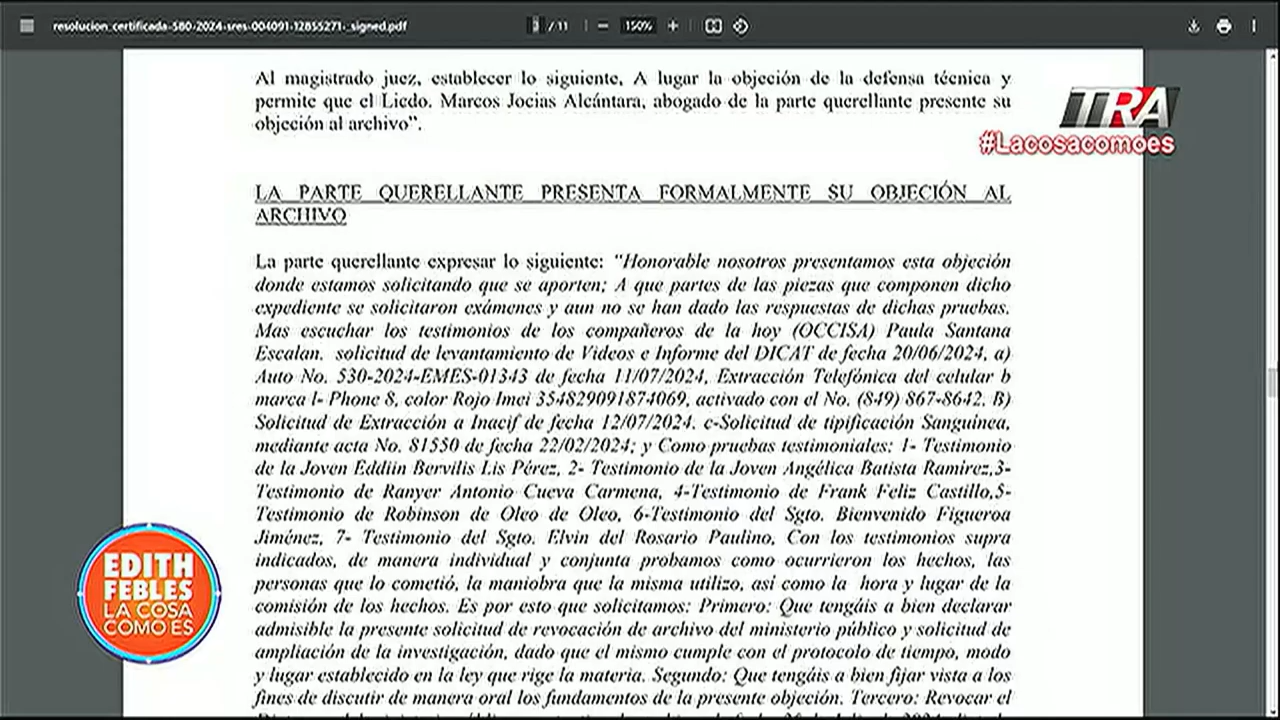 resolucion_certificada-580-2024-sres-004091-12855271-_signed.pdf
/ 11
150%
TRA
#Lacosacomoes
Al magistrado juez, establecer lo siguiente, A lugar la objeción de la defensa técnica y
permite que el Licdo. Marcos Jocias Alcántara, abogado de la parte querellante presente su
objeción al archivo”.
LA PARTE QUERELLANTE PRESENTA FORMALMENTE SU OBJECIÓN AL
ARCHIVO
La parte querellante expresar lo siguiente: “Honorable nosotros presentamos esta objeción
donde estamos solicitando que se aporten; A que partes de las piezas que componen dicho
expediente se solicitaron exámenes y aun no se han dado las respuestas de dichas pruebas.
Mas escuchar los testimonios de los compañeros de la hoy (OCCISA) Paula Santana
Escalan. solicitud de levantamiento de Videos e Informe del DICAT de fecha 20/06/2024, a)
Auto No. 530-2024-EMES-01343 de fecha 11/07/2024, Extracción Telefónica del celular b
marca I- Phone 8, color Rojo Imei 354829091874069, activado con el No. (849) 867-8642. B)
Solicitud de Extracción a Inacif de fecha 12/07/2024. c-Solicitud de tipificación Sanguínea,
mediante acta No. 81550 de fecha 22/02/2024; y Como pruebas testimoniales: 1- Testimonio
de la Joven Eddiin Bervilis Lis Pérez, 2- Testimonio de la Joven Angélica Batista Ramírez,3-
Testimonio de Ranyer Antonio Cueva Carmena, 4-Testimonio de Frank Feliz Castillo,5-
Testimonio de Robinson de Oleo de Oleo, 6-Testimonio del Sgto. Bienvenido Figueroa
Jiménez, 7- Testimonio del Sgto. Elvin del Rosario Paulino, Con los testimonios supra
indicados, de manera individual y conjunta probamos como ocurrieron los hechos, las
personas que lo cometió, la maniobra que la misma utilizo, así como la hora y lugar de la
comisión de los hechos. Es por esto que solicitamos: Primero: Que tengáis a bien declarar
admisible la presente solicitud de revocación de archivo del ministerio público y solicitud de
ampliación de la investigación, dado que el mismo cumple con el protocolo de tiempo, modo
y lugar establecido en la ley que rige la materia. Segundo: Que tengáis a bien fijar vista a los
fines de discutir de manera oral los fundamentos de la presente objeción. Tercero: Revocar el
EDITH
FEBLES
LA COSA
COMO ES